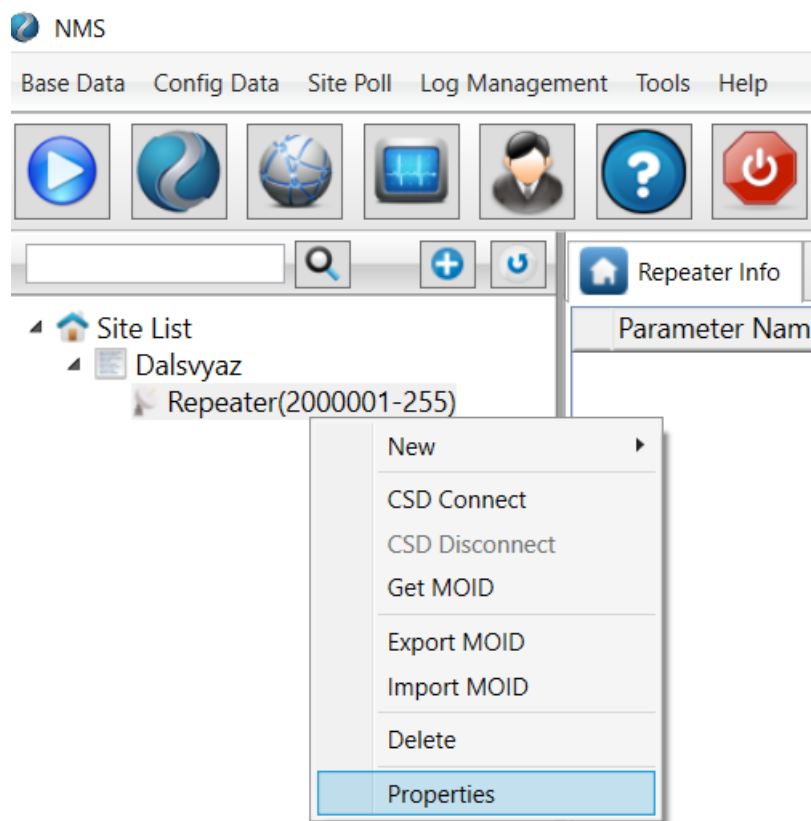 NMS
Base Data Config Data Site Poll Log Management Tools Help
Repeater Info
Site List
Parameter Nam
Dalsvyaz
Repeater(2000001-255)
New
CSD Connect
CSD Disconnect
Get MOID
Export MOID
Import MOID
Delete
Properties